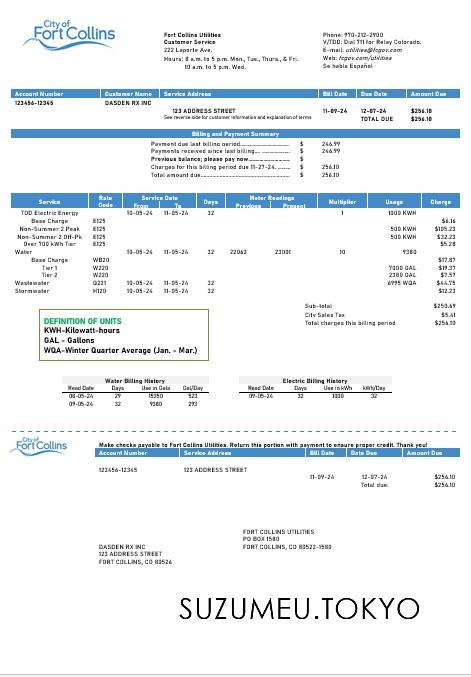 City of
Fort Collins
Fort Collins Utilities
Customer Service
222 Laporte Ave.
Hours: 8 a.m. to 5 p.m. Mon., Tue., Thurs., & Fri.
10 a.m. to 5 p.m. Wed.
Phone: 970-212-2900
V/TDD: Dial 711 for Relay Colorado.
E-mail: utilities@fcgov.com
Web: fcgov.com/utilities
Se hable Español
Account Number Customer Name Service Address Bill Date Due Date Amount Due
123456-12345 DASDEN RX INC
123 ADDRESS STREET 11-09-24 12-07-24 $256.10
See reverse side for customer information and explanation of terms TOTAL DUE $256.10
Billing and Payment Summary
Payment due last billing period $ 246.99
Payments received since last billing $ 246.99
Previous balance; please pay now $
Charges for this billing period due 11-27-24 $ 256.10
Total amount due $ 256.10
Service Rate Code Service Date From To Days Meter Readings Previous Present Multiplier Usage Charge
TOD Electric Energy 10-05-24 11-05-24 32 1 1000 KWH
Base Charge E125 $6.16
Non-Summer 2 Peak E125 500 KWH $105.23
Non-Summer 2 Off-Pk. E125 500 KWH $32.23
Over 700 kWh Tier E125 $5.28
Water 10-05-24 11-05-24 32 22063 23001 10 9380
Base Charge WB20 $17.87
Tier 1 W220 7000 GAL $19.37
Tier 2 W220 2380 GAL $7.57
Wastewater Q221 10-05-24 11-05-24 32 6995 WQA $44.75
Stormwater H120 10-05-24 11-05-24 32 $12.23
Sub-total $250.69
City Sales Tax $5.41
Total charges this billing period $256.10
DEFINITION OF UNITS
KWH-Kilowatt-hours
GAL - Gallons
WQA-Winter Quarter Average (Jan. - Mar.)
Water Billing History
Read Date Days Use in Gals Gal/Day
08-05-24 29 15350 523
09-05-24 32 9380 293
Electric Billing History
Read Date Days Use in kWh kWh/Day
09-05-24 32 1000 32
City of
Fort Collins
Make checks payable to Fort Collins Utilities. Return this portion with payment to ensure proper credit. Thank you!
Account Number Service Address Bill Date Date Due Amount Due
123456-12345 123 ADDRESS STREET
11-09-24 12-07-24 $256.10
Total due: $256.10
FORT COLLINS UTILITIES
PO BOX 1580
FORT COLLINS, CO 80522-1580
DASDEN RX INC
123 ADDRESS STREET
FORT COLLINS, CO 80526
SUZUMEU.TOKYO